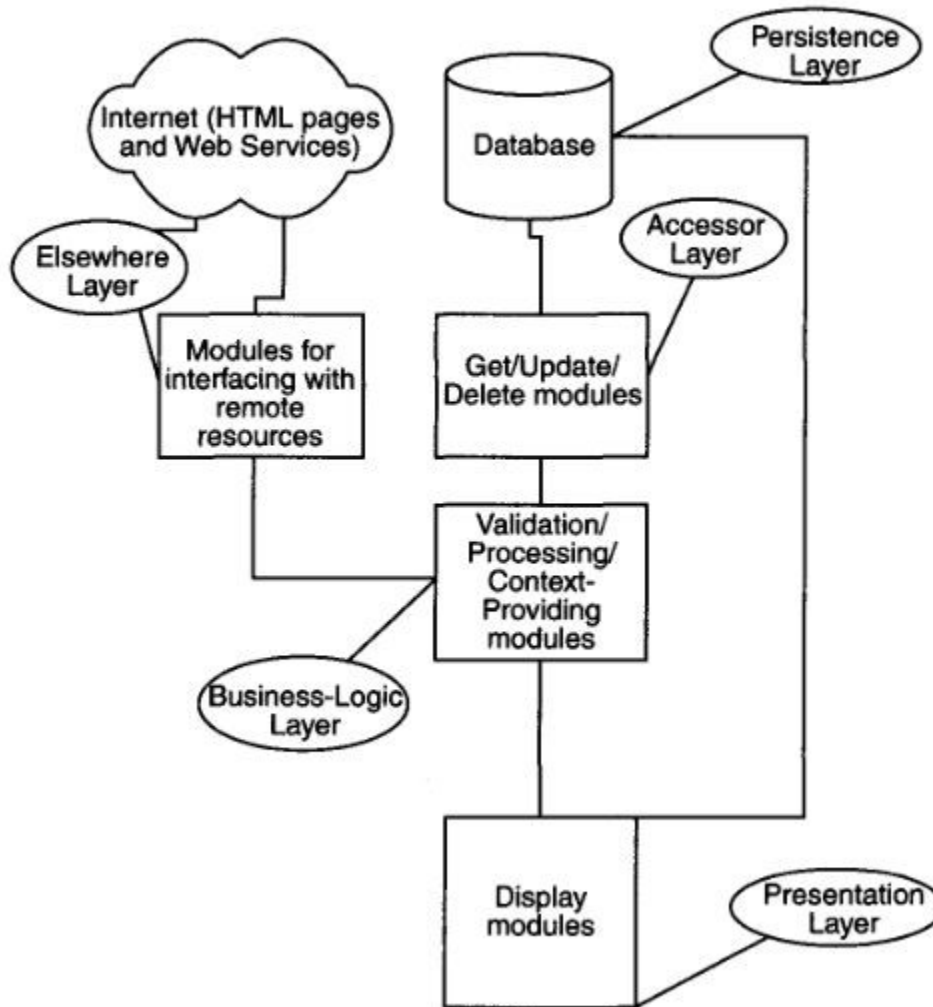 Persistence
Layer
Internet (HTML pages
and Web Services)
Database
Accessor
Layer
Elsewhere
Layer
Modules for
interfacing with
remote
resources
Get/Update/
Delete modules
Validation/
Processing/
Context-
Providing
modules
Business-Logic
Layer
Display
modules
Presentation
Layer